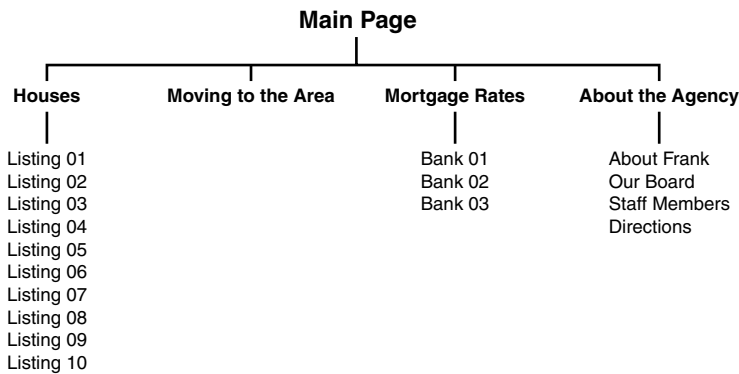 Main Page
Houses
Moving to the Area
Mortgage Rates
About the Agency
Listing 01
Listing 02
Listing 03
Listing 04
Listing 05
Listing 06
Listing 07
Listing 08
Listing 09
Listing 10
Bank 01
Bank 02
Bank 03
About Frank
Our Board
Staff Members
Directions